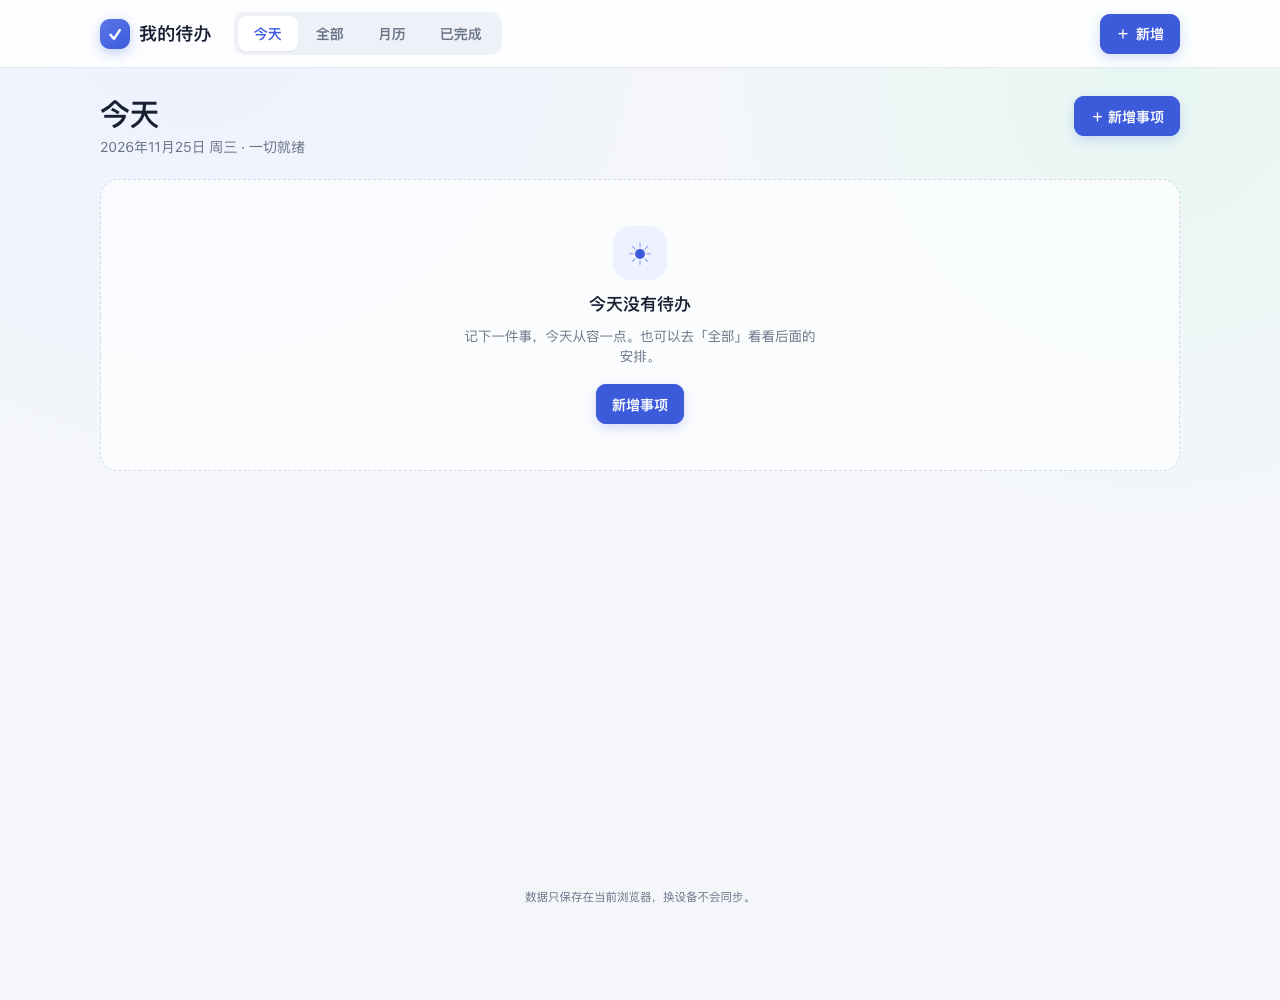 我的待办
今天
全部
月历
已完成
+ 新增
今天
+ 新增事项
2026年11月25日 周三 · 一切就绪
今天没有待办
记下一件事，今天从容一点。也可以去「全部」看看后面的
安排。
新增事项
数据只保存在当前浏览器，换设备不会同步。